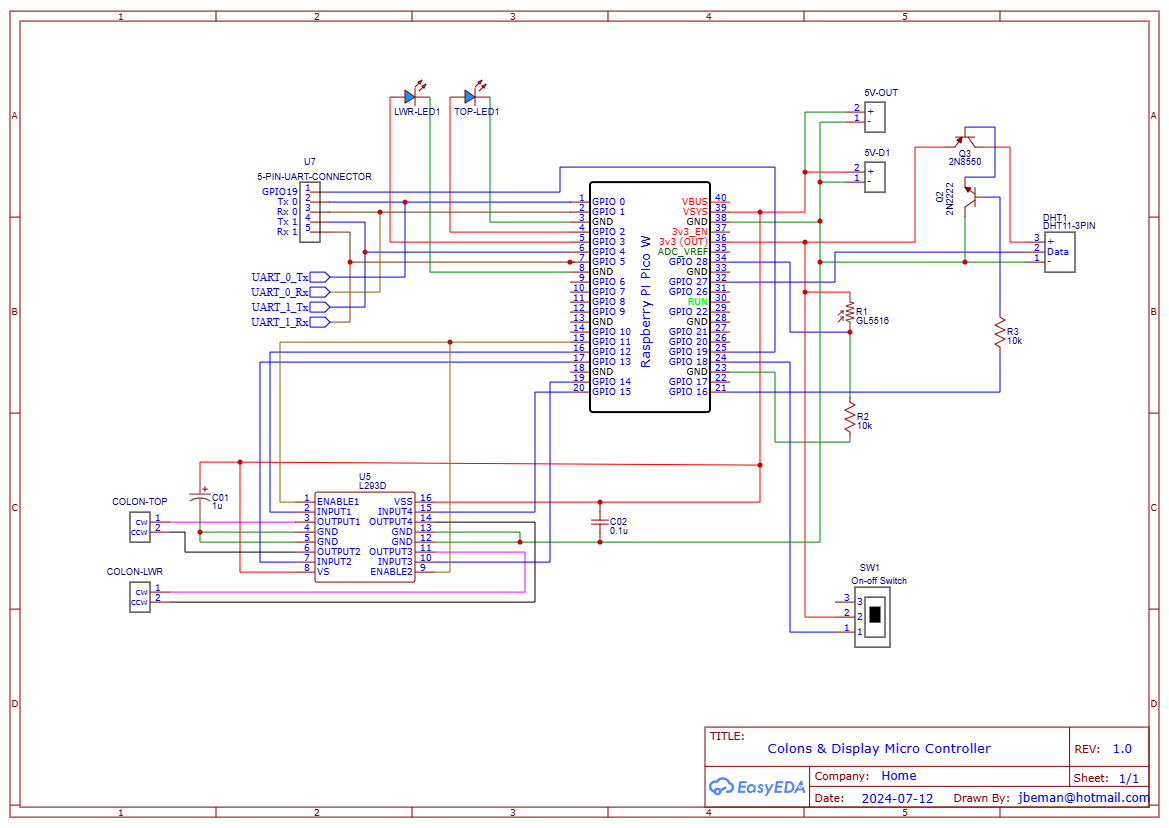 1 2 3 4 5
A A
B B
C C
D D
LWR-LED1
TOP-LED1
5V-OUT
2 +
1 -
5V-D1
2 +
1 -
U7
5-PIN-UART-CONNECTOR
GPIO19 1
Tx 0 2
Rx 0 3
Tx 1 4
Rx 1 5
UART_0_Tx
UART_0_Rx
UART_1_Tx
UART_1_Rx
Raspberry Pi Pico W
1 GPIO 0 VBUS 40
2 GPIO 1 VSYS 39
3 GND GND 38
4 GPIO 2 3v3_EN 37
5 GPIO 3 3v3 (OUT) 36
6 GPIO 4 ADC_VREF 35
7 GPIO 5 GPIO 28 34
8 GND GND 33
9 GPIO 6 GPIO 27 32
10 GPIO 7 GPIO 26 31
11 GPIO 8 RUN 30
12 GPIO 9 GPIO 22 29
13 GND GND 28
14 GPIO 10 GPIO 21 27
15 GPIO 11 GPIO 20 26
16 GPIO 12 GPIO 19 25
17 GPIO 13 GPIO 18 24
18 GND GND 23
19 GPIO 14 GPIO 17 22
20 GPIO 15 GPIO 16 21
Q3
2N8550
Q2
2N2222
DHT1
DHT11-3PIN
3 +
2 Data
1 -
R1
GL5516
R3
10k
R2
10k
C01
1u
+
C02
0.1u
COLON-TOP
cw 1
ccw 2
COLON-LWR
cw 1
ccw 2
U5
L293D
1 ENABLE1 VSS 16
2 INPUT1 INPUT4 15
3 OUTPUT1 OUTPUT4 14
4 GND GND 13
5 GND GND 12
6 OUTPUT2 OUTPUT3 11
7 INPUT2 INPUT3 10
8 VS ENABLE2 9
SW1
On-off Switch
3 3
2 2
1 1
TITLE:
Colons & Display Micro Controller
REV: 1.0
EasyEDA
Company: Home
Sheet: 1/1
Date: 2024-07-12 Drawn By: jbeman@hotmail.com
1 2 3 4 5